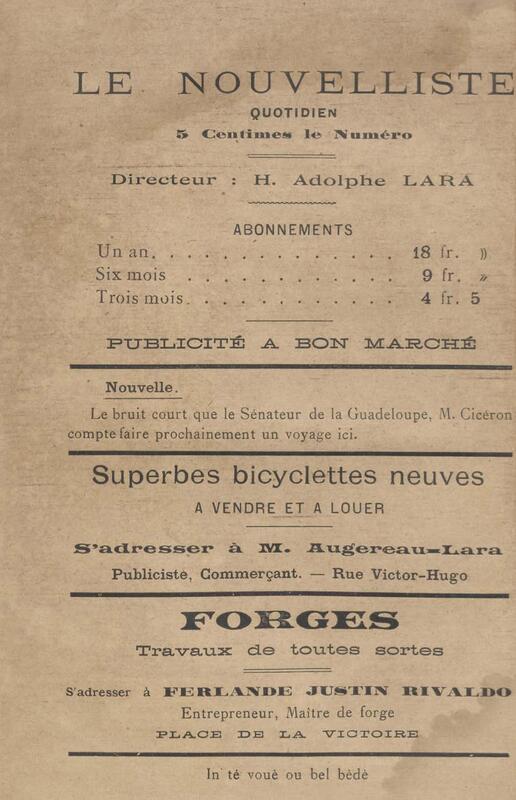 LE NOUVELLISTE
QUOTIDIEN
5 Centimes le Numéro
Directeur : H. Adolphe LARA
ABONNEMENTS
Un an. . . . . . . . . . . . . . 18 fr. »
Six mois . . . . . . . . . . . . 9 fr. »
Trois mois. . . . . . . . . . . . 4 fr. 5
PUBLICITÉ A BON MARCHÉ
Nouvelle.
Le bruit court que le Sénateur de la Guadeloupe, M. Cicéron
compte faire prochainement un voyage ici.
Superbes bicyclettes neuves
A VENDRE ET A LOUER
S'adresser à M. Augereau-Lara
Publiciste, Commerçant. — Rue Victor-Hugo
FORGES
Travaux de toutes sortes
S'adresser à FERLANDE JUSTIN RIVALDO
Entrepreneur, Maître de forge
PLACE DE LA VICTOIRE
In té vouè ou bel bèdè